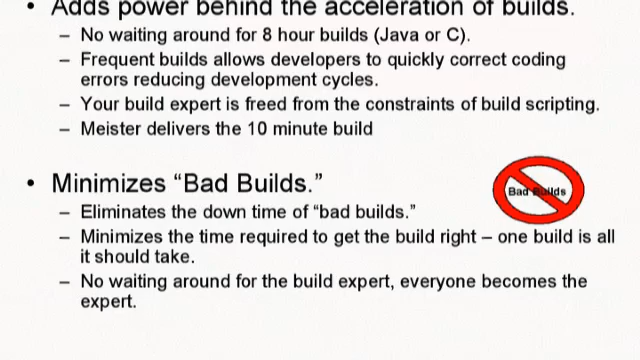 • Adds power behind the acceleration of builds.
– No waiting around for 8 hour builds (Java or C).
– Frequent builds allows developers to quickly correct coding
errors reducing development cycles.
– Your build expert is freed from the constraints of build scripting.
– Meister delivers the 10 minute build
• Minimizes “Bad Builds.”
Bad Builds
– Eliminates the down time of “bad builds.”
– Minimizes the time required to get the build right – one build is all
it should take.
– No waiting around for the build expert, everyone becomes the
expert.